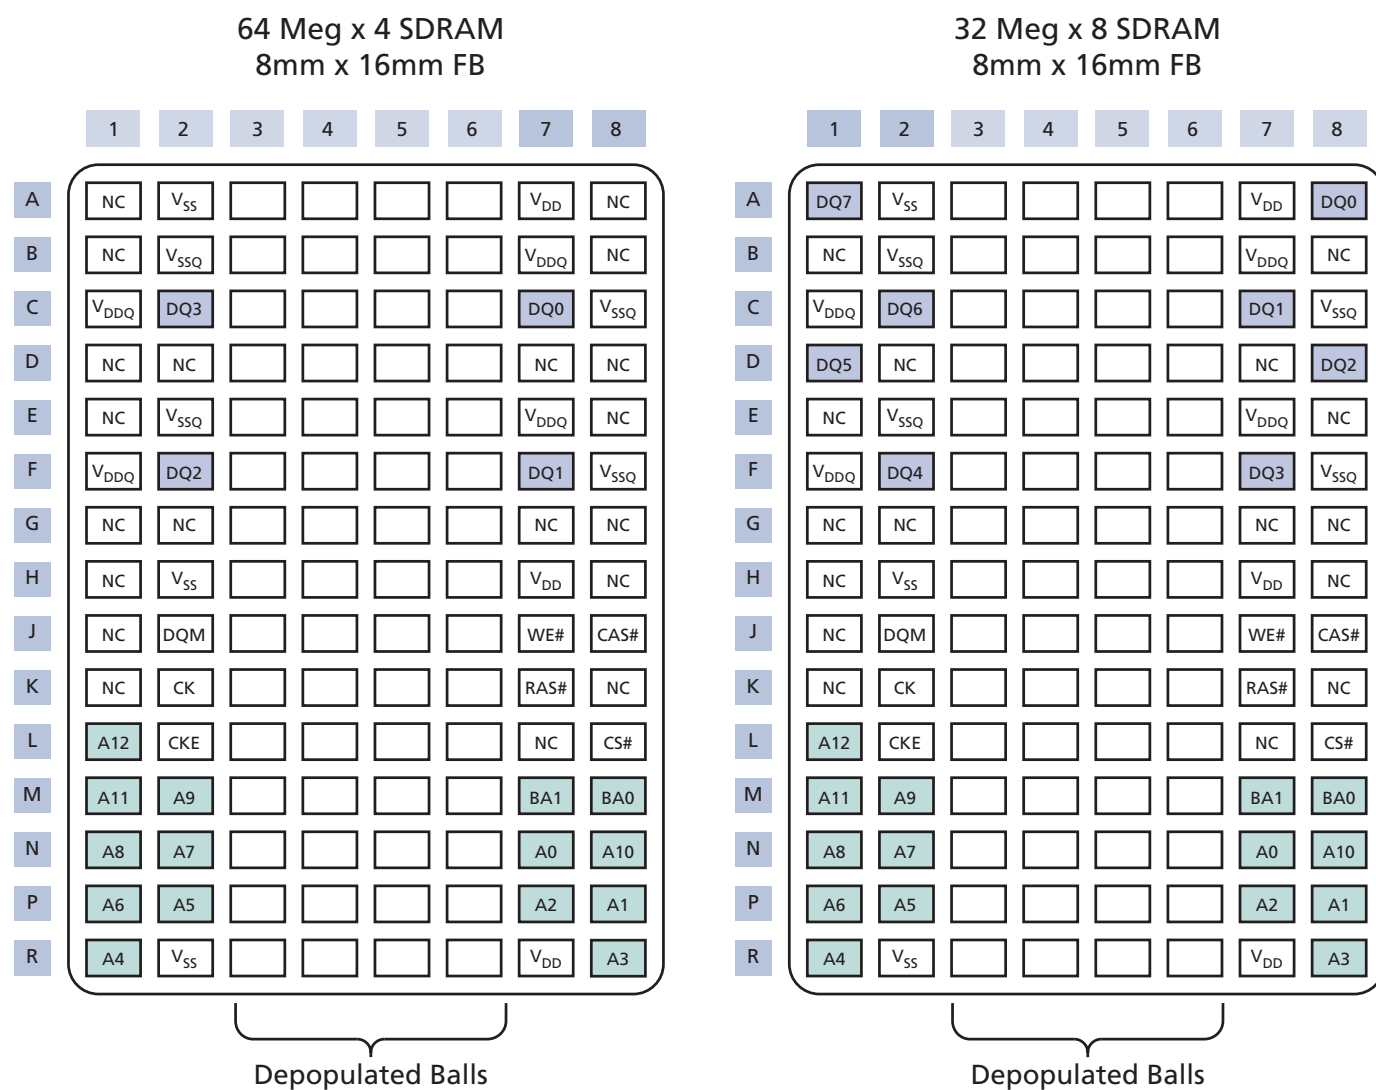 64 Meg x 4 SDRAM
8mm x 16mm FB
1 2 3 4 5 6 7 8
A NC VSS VDD NC
B NC VSSQ VDDQ NC
C VDDQ DQ3 DQ0 VSSQ
D NC NC NC NC
E NC VSSQ VDDQ NC
F VDDQ DQ2 DQ1 VSSQ
G NC NC NC NC
H NC VSS VDD NC
J NC DQM WE# CAS#
K NC CK RAS# NC
L A12 CKE NC CS#
M A11 A9 BA1 BA0
N A8 A7 A0 A10
P A6 A5 A2 A1
R A4 VSS VDD A3
Depopulated Balls
32 Meg x 8 SDRAM
8mm x 16mm FB
1 2 3 4 5 6 7 8
A DQ7 VSS VDD DQ0
B NC VSSQ VDDQ NC
C VDDQ DQ6 DQ1 VSSQ
D DQ5 NC NC DQ2
E NC VSSQ VDDQ NC
F VDDQ DQ4 DQ3 VSSQ
G NC NC NC NC
H NC VSS VDD NC
J NC DQM WE# CAS#
K NC CK RAS# NC
L A12 CKE NC CS#
M A11 A9 BA1 BA0
N A8 A7 A0 A10
P A6 A5 A2 A1
R A4 VSS VDD A3
Depopulated Balls